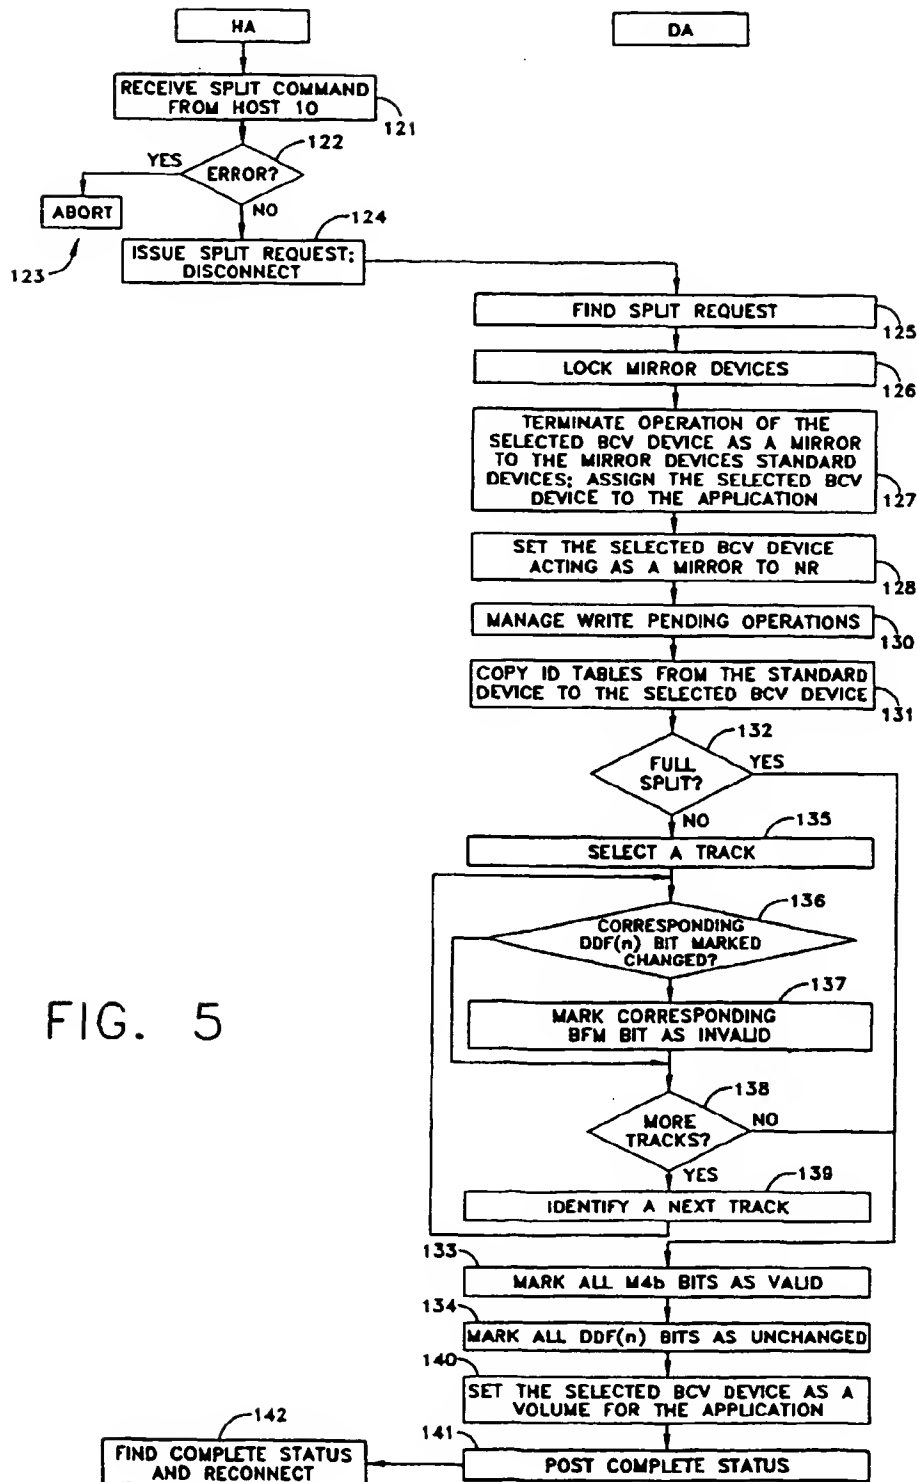 HA
DA
RECEIVE SPLIT COMMAND
FROM HOST 10
121
122
YES
ERROR?
ABORT
NO
123
124
ISSUE SPLIT REQUEST;
DISCONNECT
FIND SPLIT REQUEST
125
LOCK MIRROR DEVICES
126
TERMINATE OPERATION OF THE
SELECTED BCV DEVICE AS A MIRROR
TO THE MIRROR DEVICES STANDARD
DEVICES; ASSIGN THE SELECTED BCV
DEVICE TO THE APPLICATION
127
SET THE SELECTED BCV DEVICE
ACTING AS A MIRROR TO NR
128
MANAGE WRITE PENDING OPERATIONS
130
COPY ID TABLES FROM THE STANDARD
DEVICE TO THE SELECTED BCV DEVICE
131
132
FULL
SPLIT?
YES
NO
135
SELECT A TRACK
136
CORRESPONDING
DDF(n) BIT MARKED
CHANGED?
137
MARK CORRESPONDING
BFM BIT AS INVALID
FIG. 5
138
MORE
TRACKS?
NO
YES
139
IDENTIFY A NEXT TRACK
133
MARK ALL M4b BITS AS VALID
134
MARK ALL DDF(n) BITS AS UNCHANGED
140
SET THE SELECTED BCV DEVICE AS A
VOLUME FOR THE APPLICATION
142
141
FIND COMPLETE STATUS
AND RECONNECT
POST COMPLETE STATUS